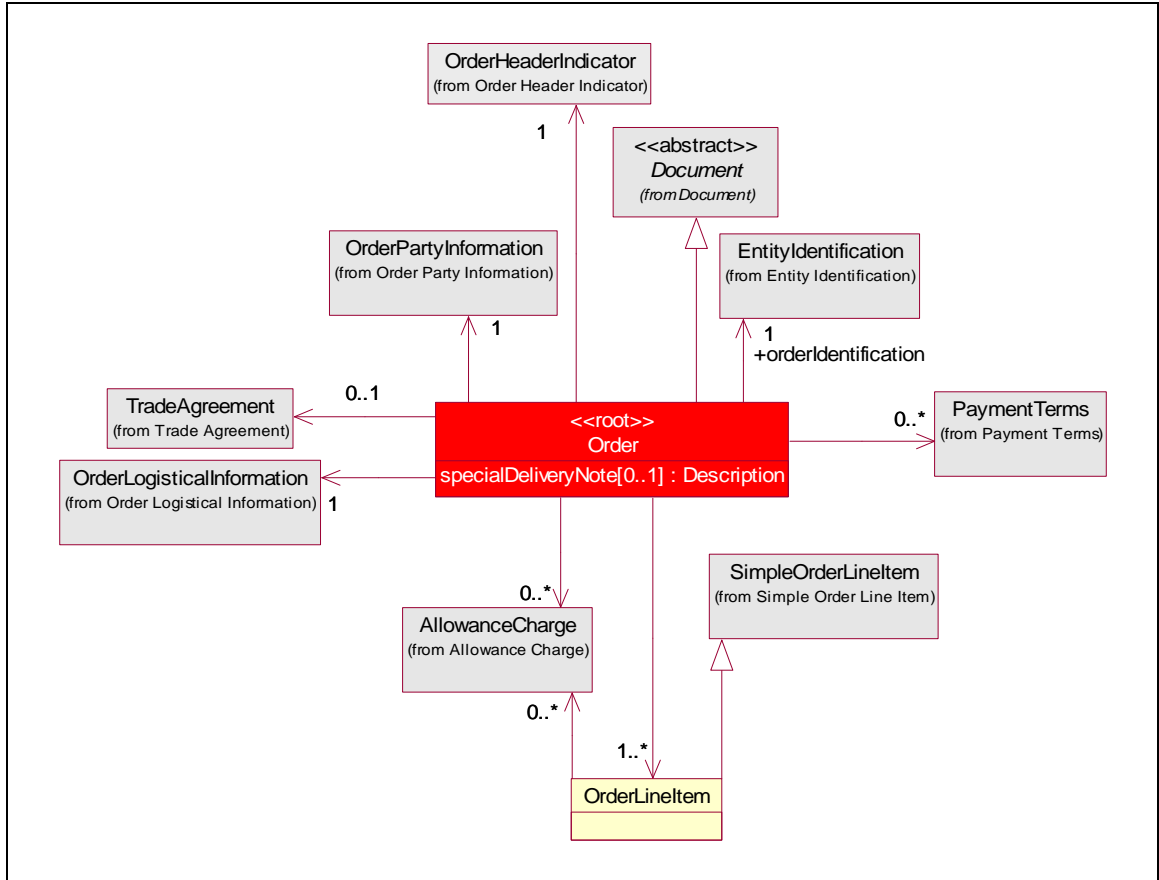 OrderHeaderIndicator
(from Order Header Indicator)
1
<<abstract>>
Document
(from Document)
OrderPartyInformation
(from Order Party Information)
1
EntityIdentification
(from Entity Identification)
1
+orderIdentification
TradeAgreement
(from Trade Agreement)
0..1
<<root>>
Order
specialDeliveryNote[0..1] : Description
0..*
PaymentTerms
(from Payment Terms)
OrderLogisticalInformation
(from Order Logistical Information)
1
SimpleOrderLineItem
(from Simple Order Line Item)
0..*
AllowanceCharge
(from Allowance Charge)
0..*
1..*
OrderLineItem